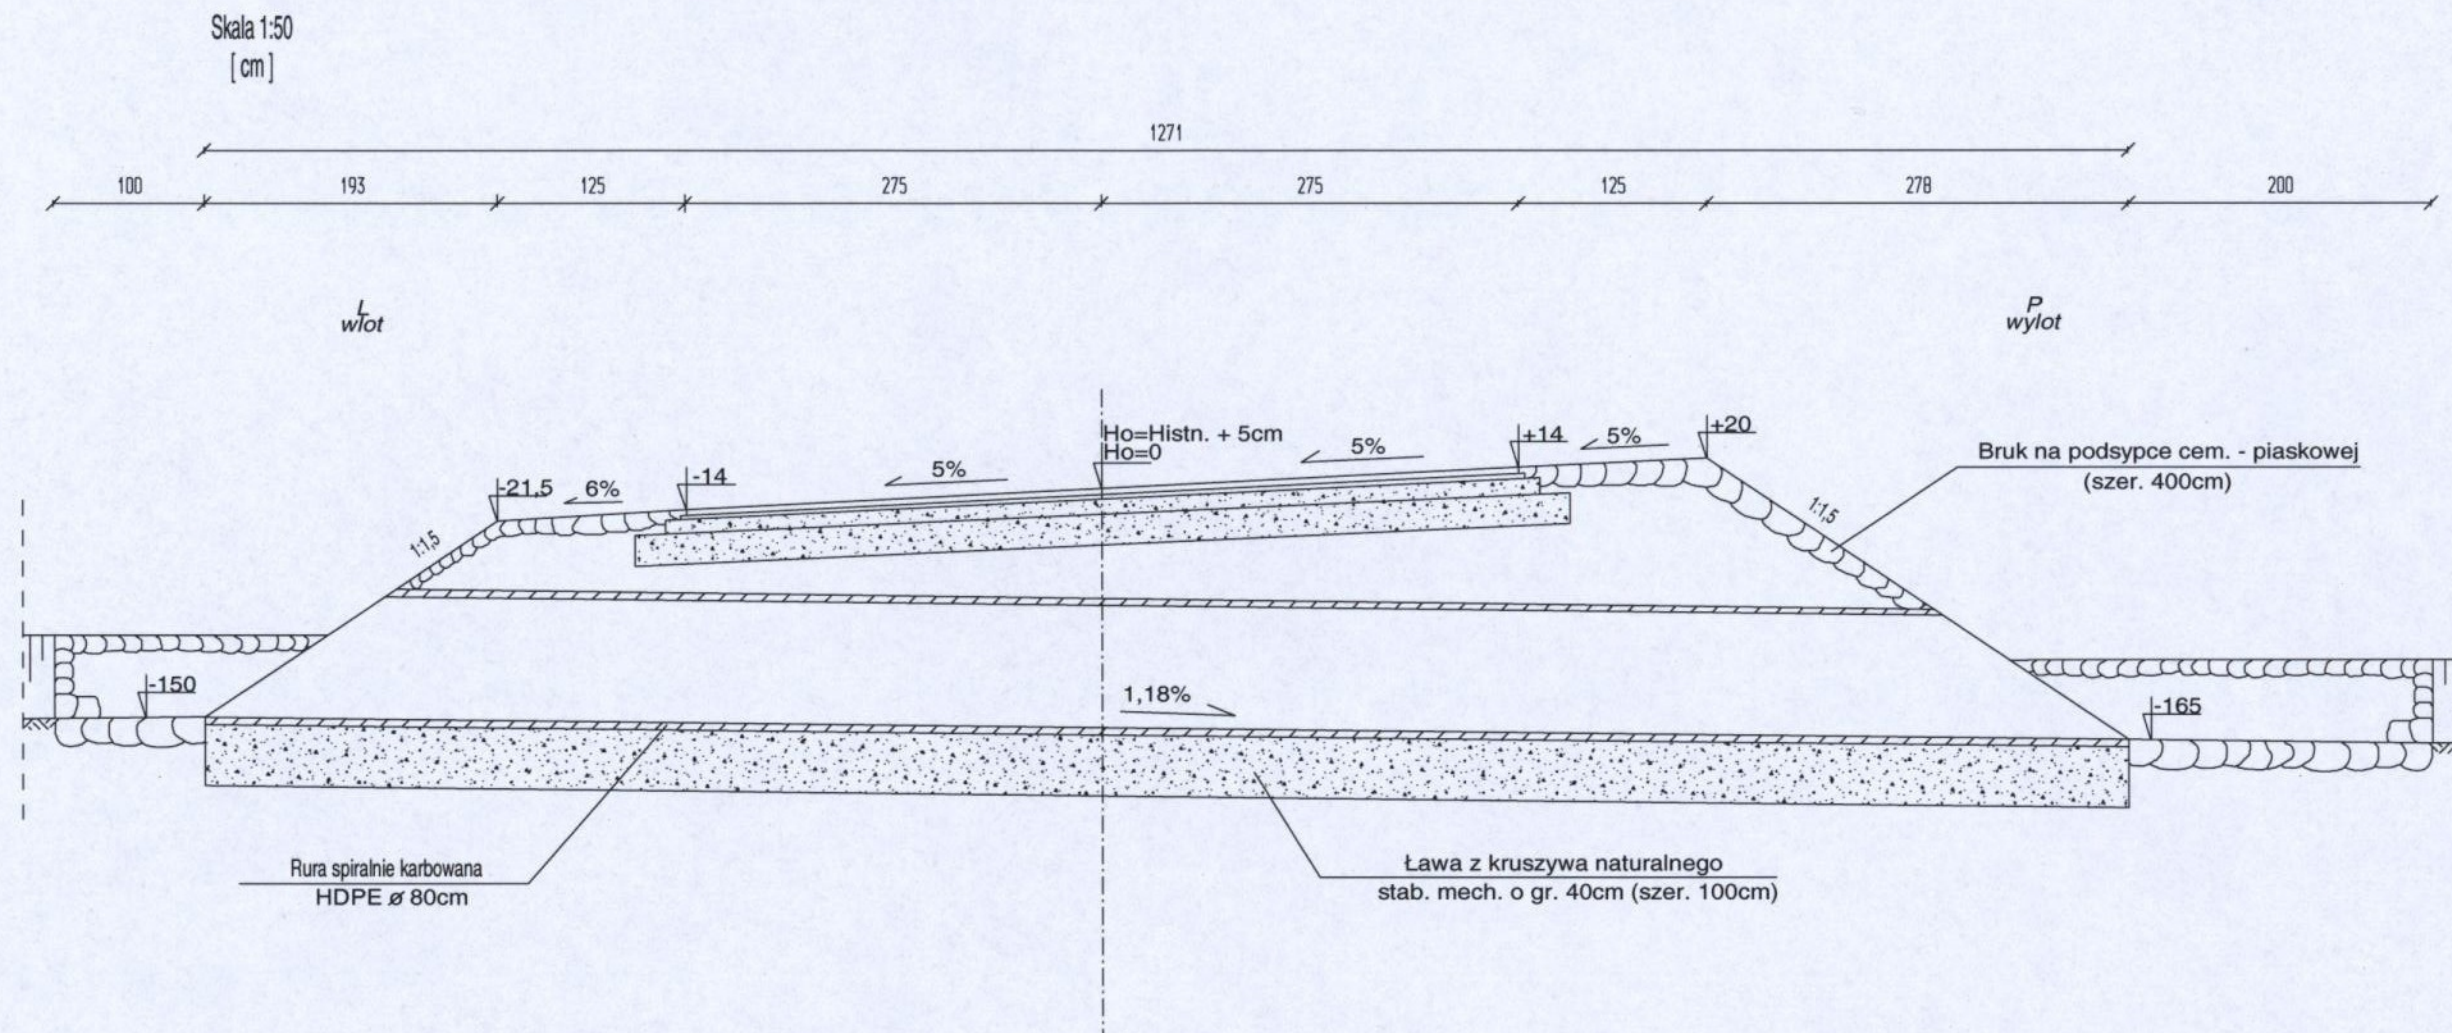 Skala 1:50
[ cm ]
1271
100 193 125 275 275 125 278 200
L
wlot
P
wylot
Ho=Histn. + 5cm
Ho=0
+14
5%
+20
5%
5%
-14
-21,5
6%
Bruk na podsypce cem. - piaskowej
(szer. 400cm)
1:1,5
1:1,5
-150
1,18%
-165
Rura spiralnie karbowana
HDPE ø 80cm
Ława z kruszywa naturalnego
stab. mech. o gr. 40cm (szer. 100cm)